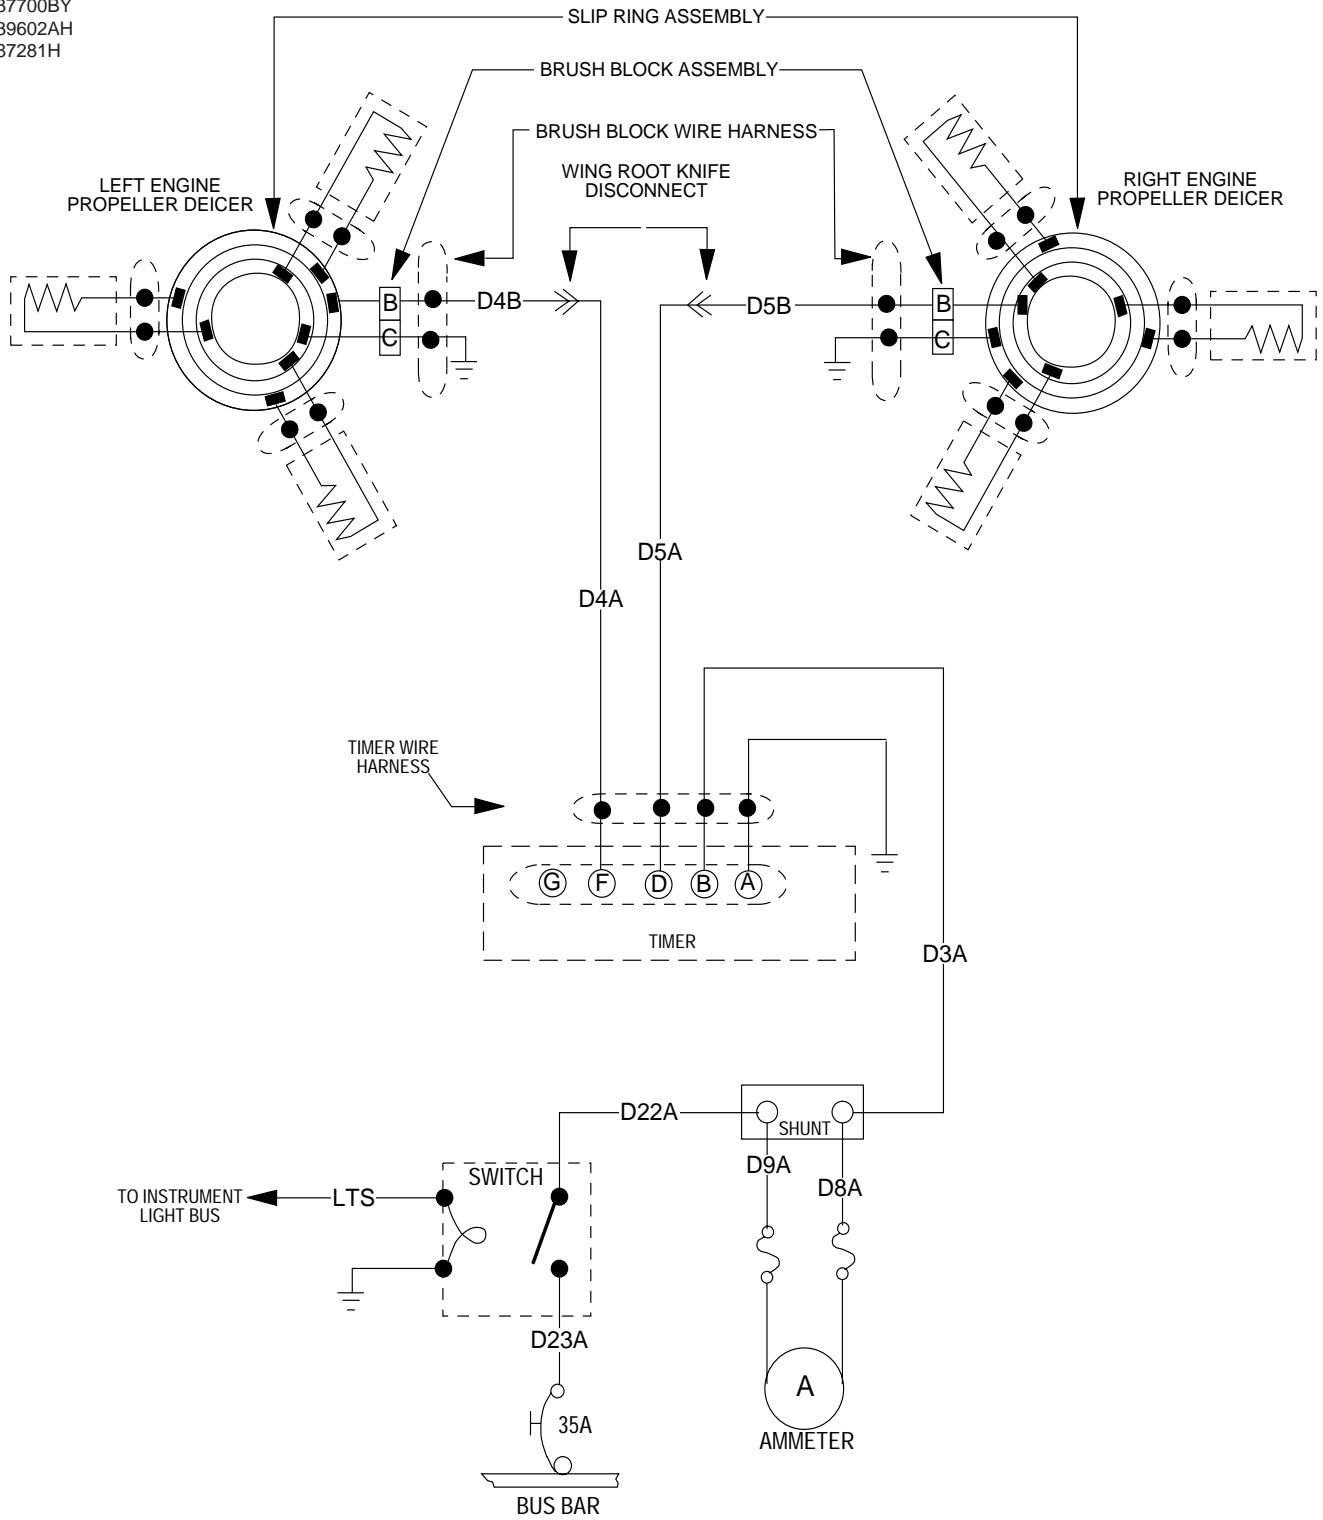 37700BY
39602AH
37281H
SLIP RING ASSEMBLY
BRUSH BLOCK ASSEMBLY
BRUSH BLOCK WIRE HARNESS
WING ROOT KNIFE
DISCONNECT
LEFT ENGINE
PROPELLER DEICER
RIGHT ENGINE
PROPELLER DEICER
B
C
D4B
D5B
B
C
D5A
D4A
TIMER WIRE
HARNESS
G F D B A
TIMER
D3A
D22A
SHUNT
D9A
D8A
SWITCH
TO INSTRUMENT
LIGHT BUS
LTS
D23A
35A
A
AMMETER
BUS BAR